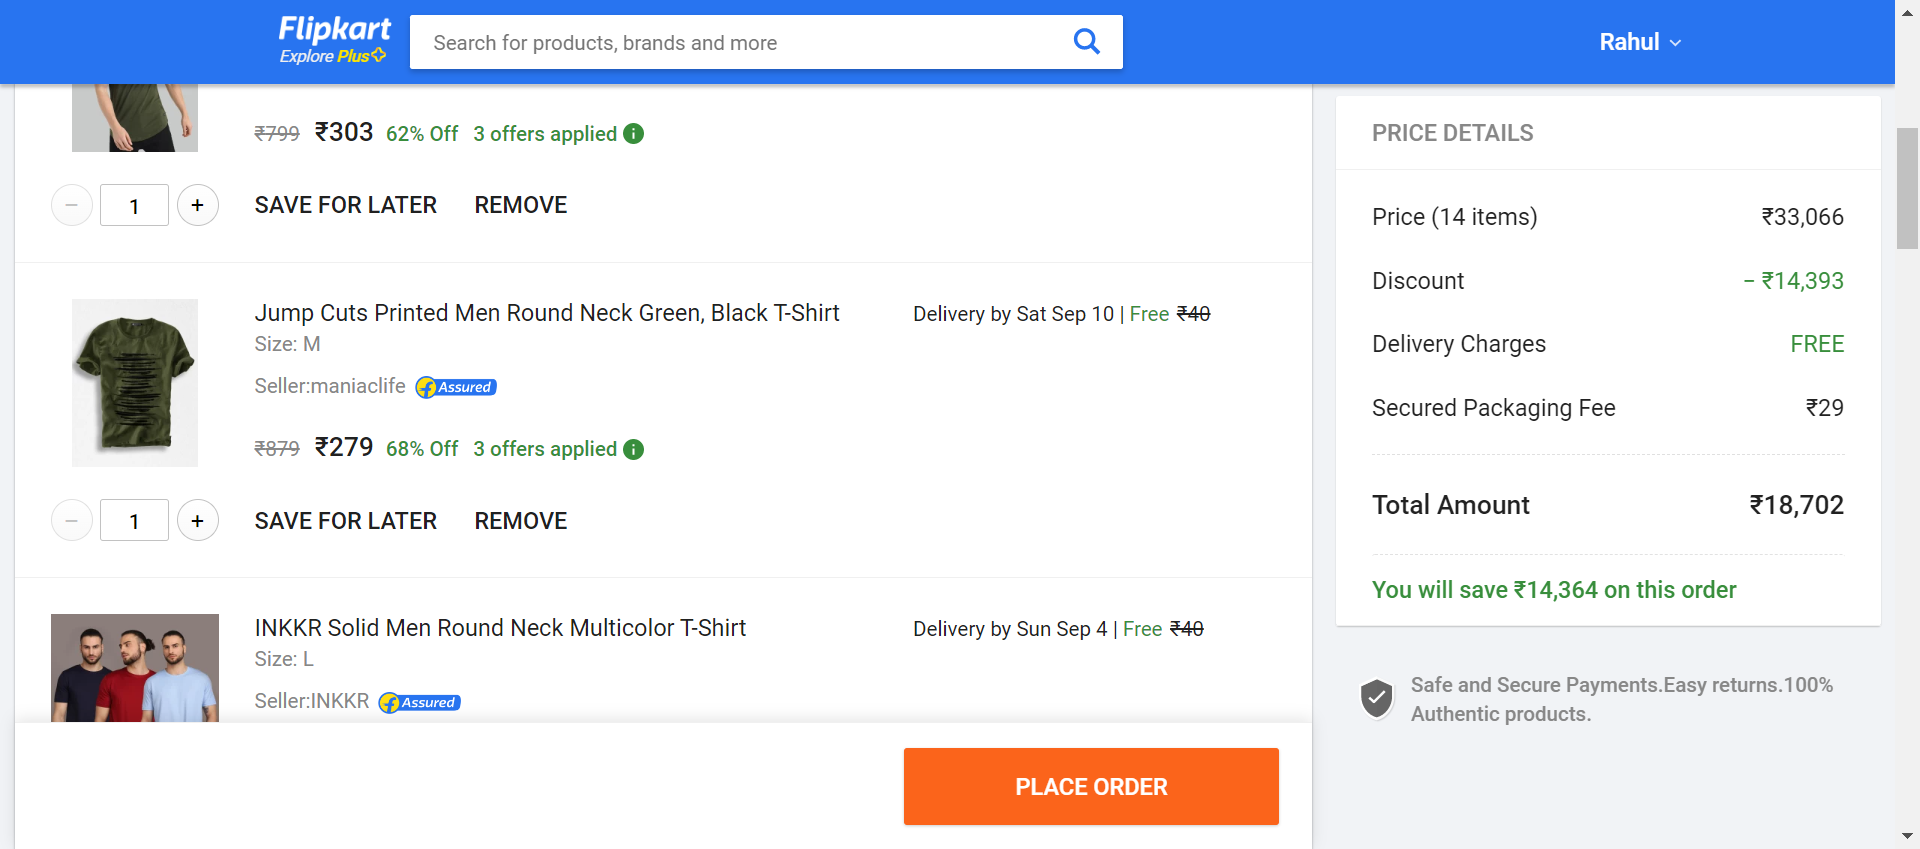 Flipkart
Explore Plus
Search for products, brands and more
Rahul
₹799 ₹303 62% Off 3 offers applied
1
SAVE FOR LATER REMOVE
Jump Cuts Printed Men Round Neck Green, Black T-Shirt
Delivery by Sat Sep 10 | Free ₹40
Size: M
Seller:maniaclife Assured
₹879 ₹279 68% Off 3 offers applied
1
SAVE FOR LATER REMOVE
INKKR Solid Men Round Neck Multicolor T-Shirt
Delivery by Sun Sep 4 | Free ₹40
Size: L
Seller:INKKR Assured
PLACE ORDER
PRICE DETAILS
Price (14 items) ₹33,066
Discount − ₹14,393
Delivery Charges FREE
Secured Packaging Fee ₹29
Total Amount ₹18,702
You will save ₹14,364 on this order
Safe and Secure Payments.Easy returns.100%
Authentic products.